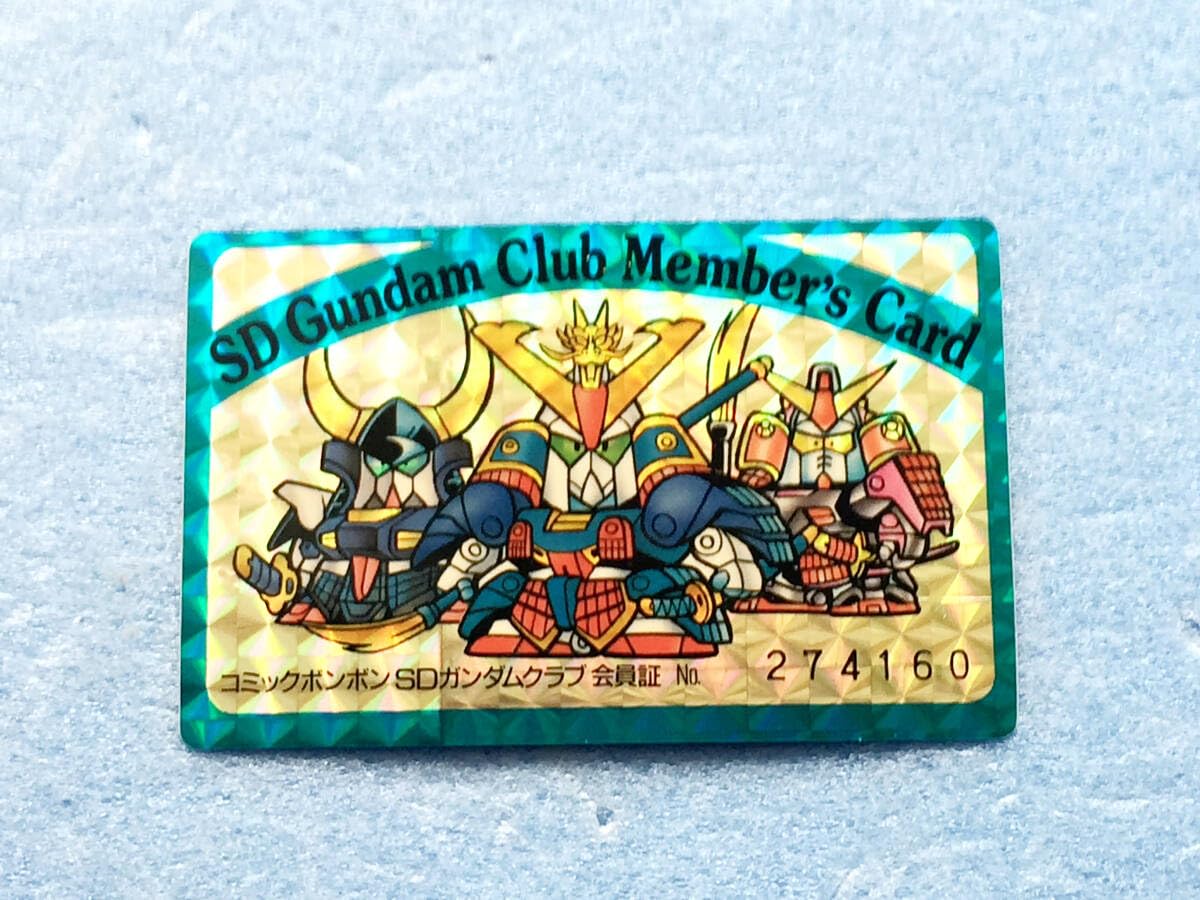 SD Gundam Club Member's Card
コミックボンボンSDガンダムクラブ会員証 No. 274160